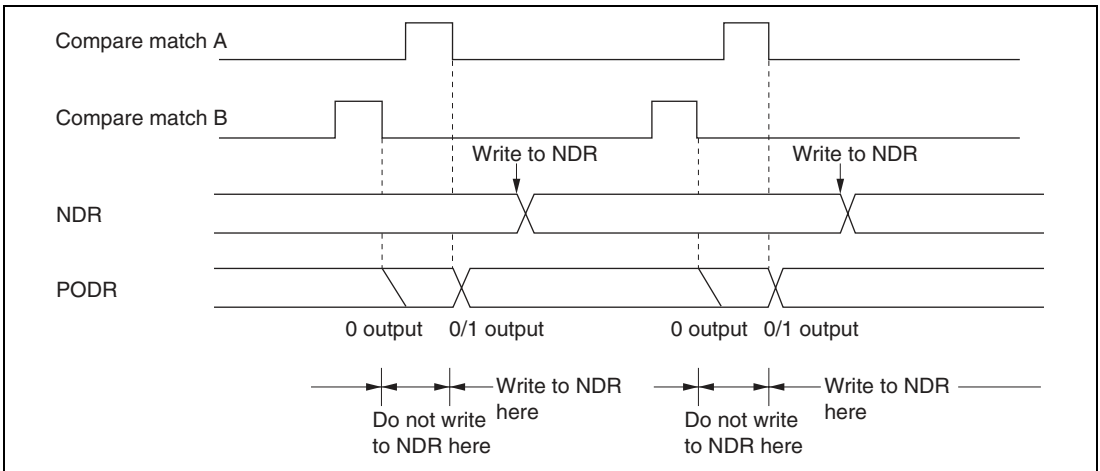 Compare match A
Compare match B
Write to NDR Write to NDR
NDR
PODR
0 output 0/1 output 0 output 0/1 output
Write to NDR here
Do not write to NDR here
Write to NDR here
Do not write to NDR here